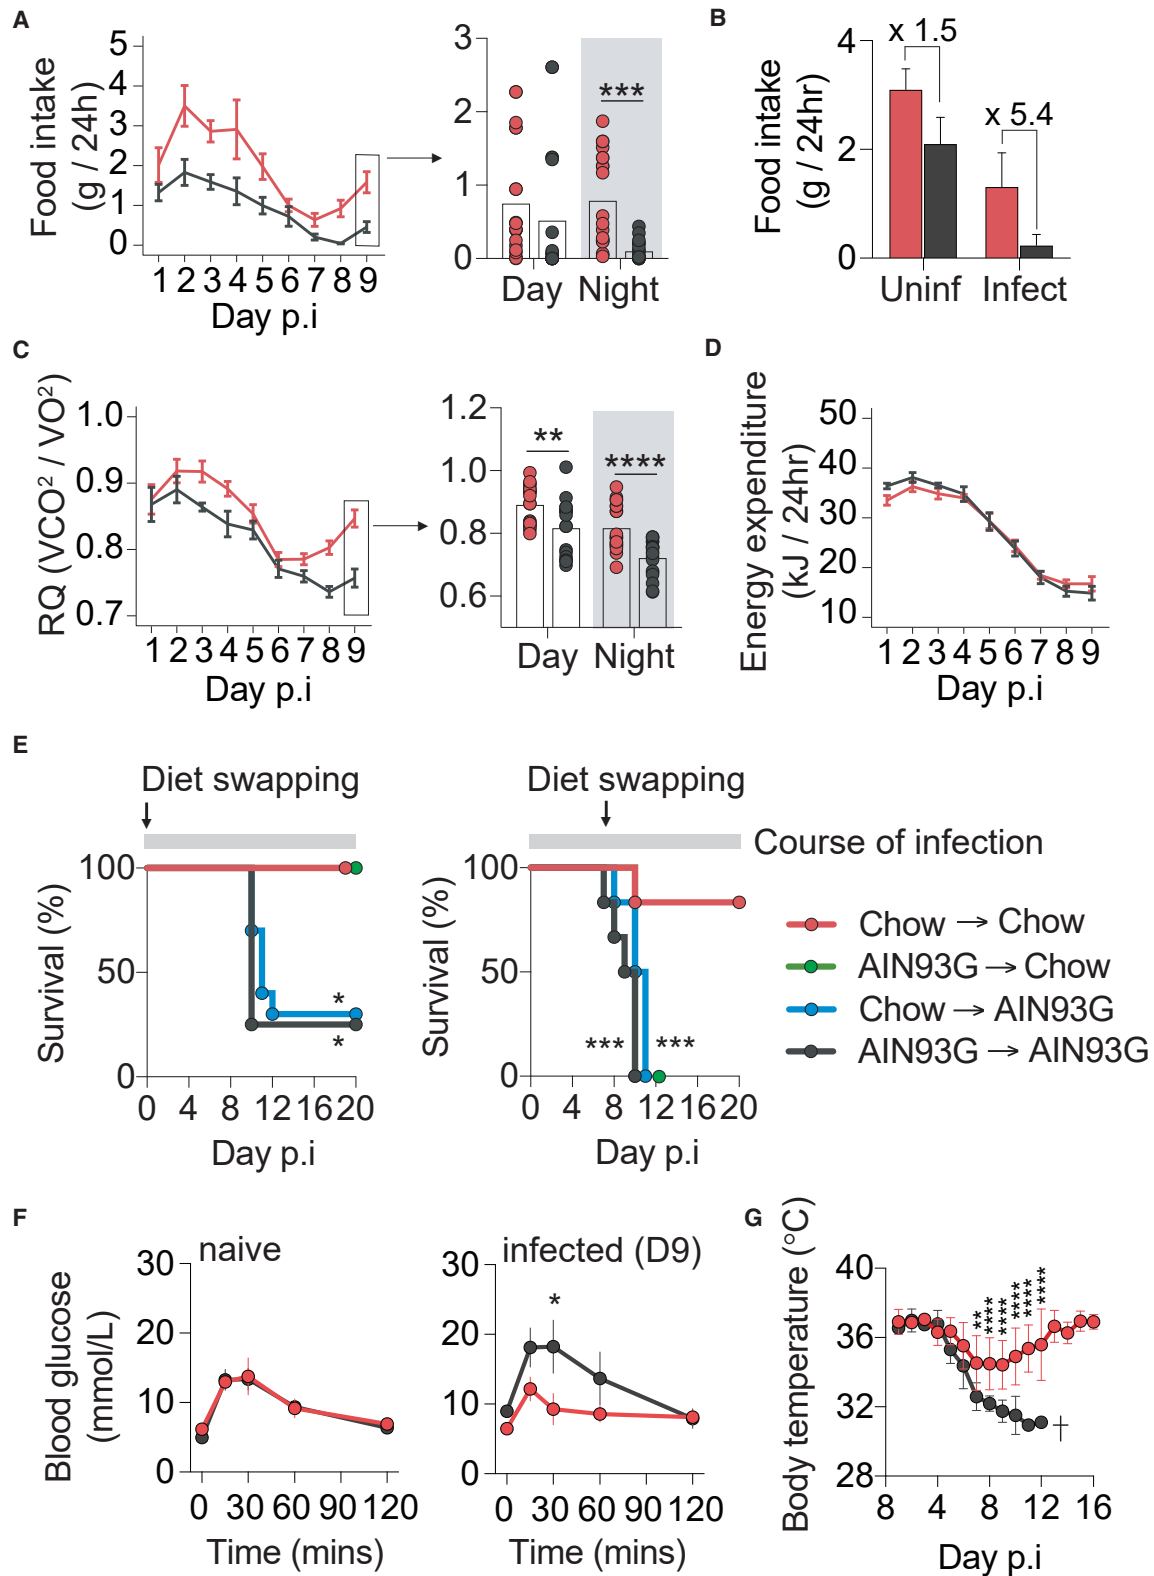 A
Food intake
(g / 24h)
5
4
3
2
1
0
1 2 3 4 5 6 7 8 9
Day p.i
3
2
1
0
***
Day Night
B
Food intake
(g / 24hr)
4
2
0
x 1.5
x 5.4
Uninf Infect
C
RQ (VCO² / VO²)
1.0
0.9
0.8
0.7
1 2 3 4 5 6 7 8 9
Day p.i
1.2
1.0
0.8
0.6
**
****
Day Night
D
Energy expenditure
(kJ / 24hr)
50
40
30
20
10
1 2 3 4 5 6 7 8 9
Day p.i
E
Diet swapping
Survival (%)
100
50
0
*
*
0 4 8 12 16 20
Day p.i
Diet swapping
Survival (%)
100
50
0
*** ***
0 4 8 12 16 20
Day p.i
Course of infection
Chow → Chow
AIN93G → Chow
Chow → AIN93G
AIN93G → AIN93G
F
Blood glucose
(mmol/L)
naive
30
20
10
0
0 30 60 90 120
Time (mins)
infected (D9)
30
20
10
0
*
0 30 60 90 120
Time (mins)
G
Body temperature (°C)
40
36
32
28
** **** **** **** **** ****
†
8 4 8 12 16
Day p.i